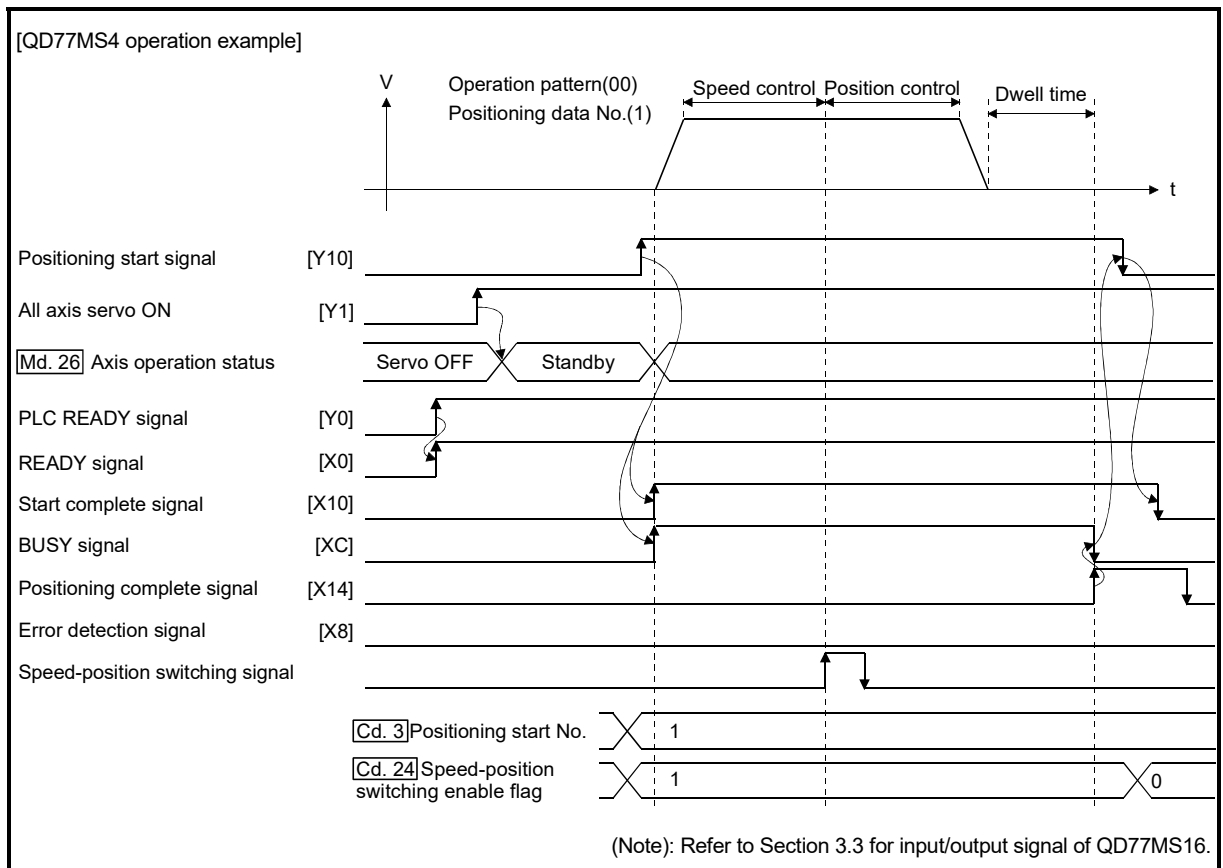 [QD77MS4 operation example]
V
Operation pattern(00)
Positioning data No.(1)
Speed control
Position control
Dwell time
t
Positioning start signal [Y10]
All axis servo ON [Y1]
Md. 26 Axis operation status
Servo OFF
Standby
PLC READY signal [Y0]
READY signal [X0]
Start complete signal [X10]
BUSY signal [XC]
Positioning complete signal [X14]
Error detection signal [X8]
Speed-position switching signal
Cd. 3 Positioning start No.
1
Cd. 24 Speed-position
switching enable flag
1
0
(Note): Refer to Section 3.3 for input/output signal of QD77MS16.